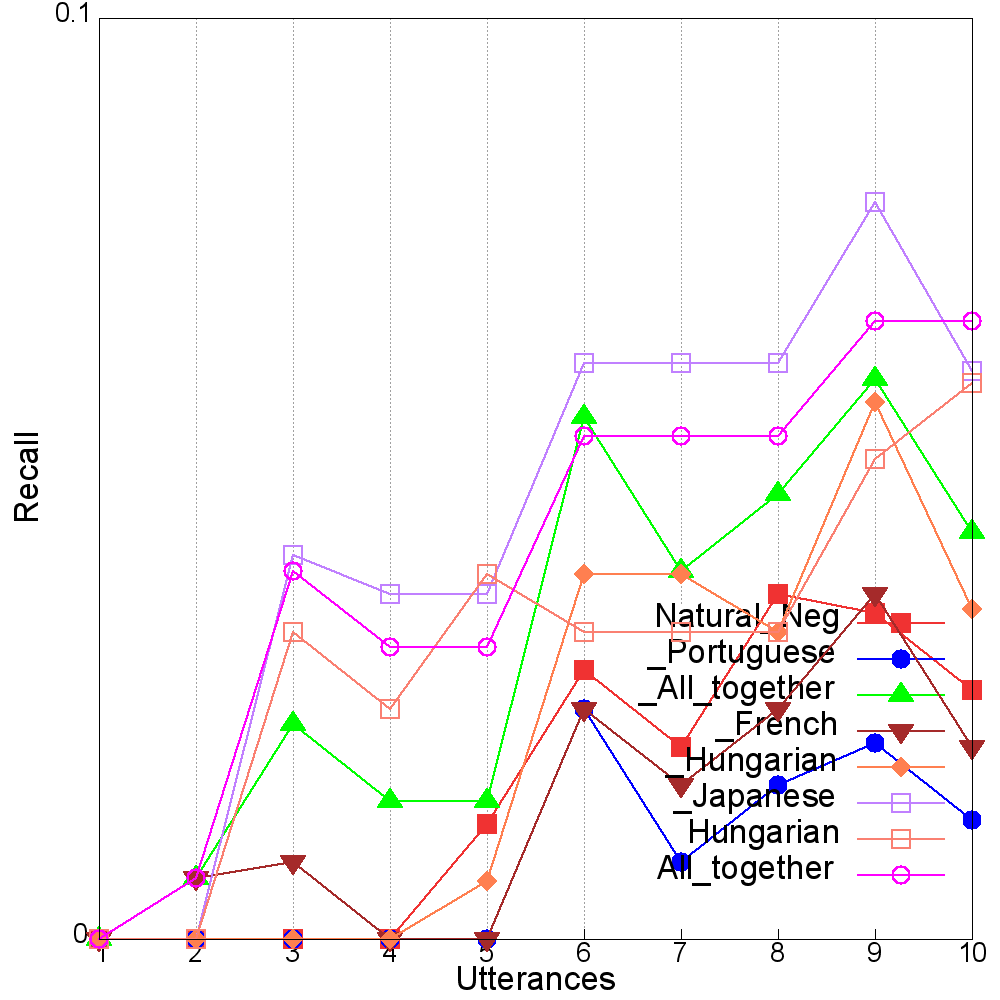 0.1
Recall
Natural_Neg
_Portuguese
_All_together
_French
_Hungarian
_Japanese
Hungarian
All_together
0
1 2 3 4 5 6 7 8 9 10
Utterances